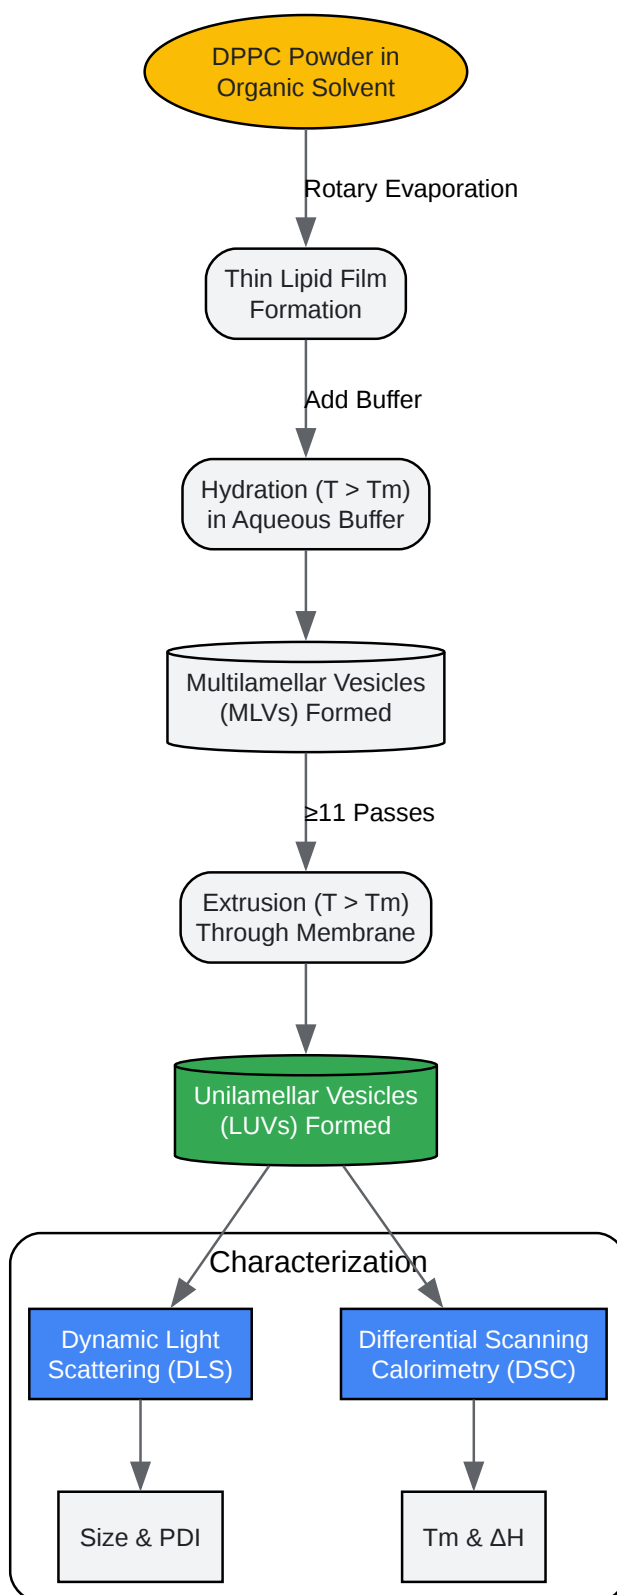 DPPC Powder in
Organic Solvent
Rotary Evaporation
Thin Lipid Film
Formation
Add Buffer
Hydration (T > Tm)
in Aqueous Buffer
Multilamellar Vesicles
(MLVs) Formed
≥11 Passes
Extrusion (T > Tm)
Through Membrane
Unilamellar Vesicles
(LUVs) Formed
Characterization
Dynamic Light
Scattering (DLS)
Differential Scanning
Calorimetry (DSC)
Size & PDI
Tm & ΔH